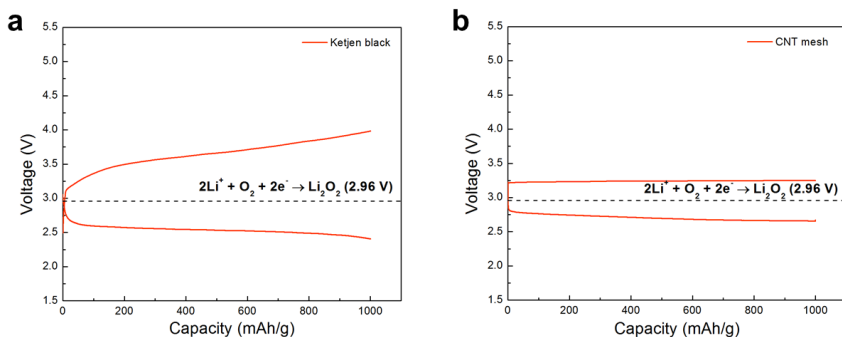 a
5.5
5.0
4.5
4.0
3.5
3.0
2.5
2.0
1.5
Voltage (V)
Ketjen black
2Li⁺ + O₂ + 2e⁻ → Li₂O₂ (2.96 V)
0 200 400 600 800 1000
Capacity (mAh/g)
b
5.5
5.0
4.5
4.0
3.5
3.0
2.5
2.0
1.5
Voltage (V)
CNT mesh
2Li⁺ + O₂ + 2e⁻ → Li₂O₂ (2.96 V)
0 200 400 600 800 1000
Capacity (mAh/g)